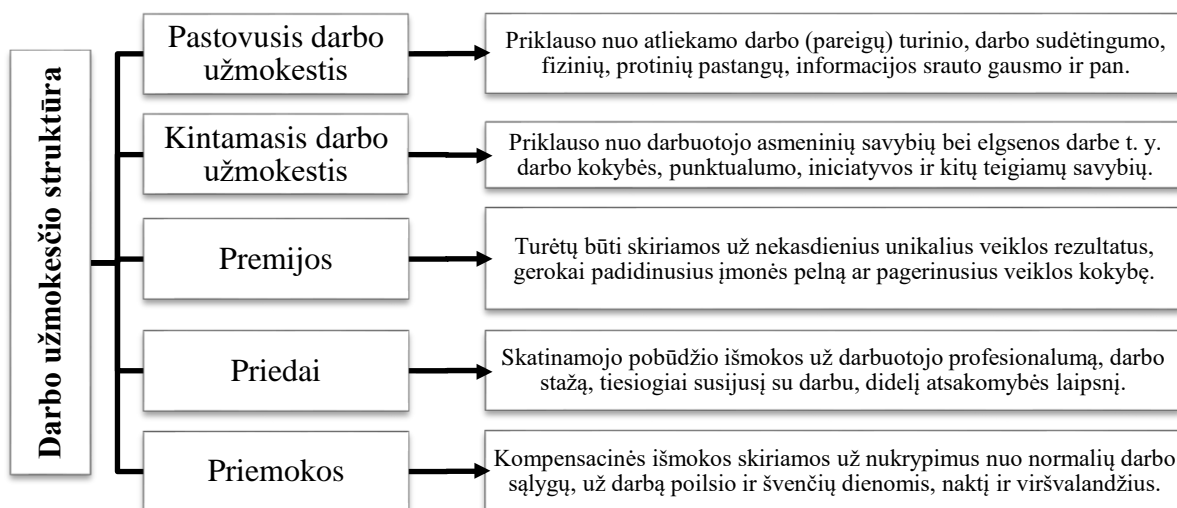 Darbo užmokesčio struktūra
Pastovusis darbo
užmokestis
Priklauso nuo atliekamo darbo (pareigų) turinio, darbo sudėtingumo,
fizinių, protinių pastangų, informacijos srauto gausmo ir pan.
Kintamasis darbo
užmokestis
Priklauso nuo darbuotojo asmeninių savybių bei elgsenos darbe t. y.
darbo kokybės, punktualumo, iniciatyvos ir kitų teigiamų savybių.
Premijos
Turėtų būti skiriamos už nekasdienius unikalius veiklos rezultatus,
gerokai padidinusius įmonės pelną ar pagerinusius veiklos kokybę.
Priedai
Skatinamojo pobūdžio išmokos už darbuotojo profesionalumą, darbo
stažą, tiesiogiai susijusį su darbu, didelį atsakomybės laipsnį.
Priemokos
Kompensacinės išmokos skiriamos už nukrypimus nuo normalių darbo
sąlygų, už darbą poilsio ir švenčių dienomis, naktį ir viršvalandžius.